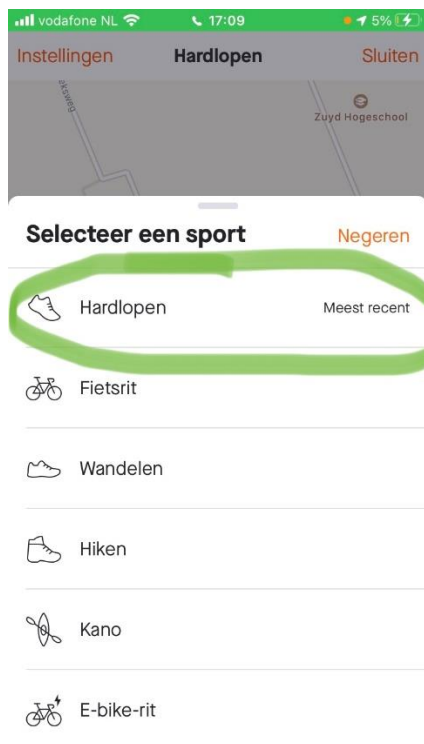 vodafone NL 17:09 5%
Instellingen Hardlopen Sluiten
Zuyd Hogeschool
Selecteer een sport Negeren
Hardlopen Meest recent
Fietsrit
Wandelen
Hiken
Kano
E-bike-rit